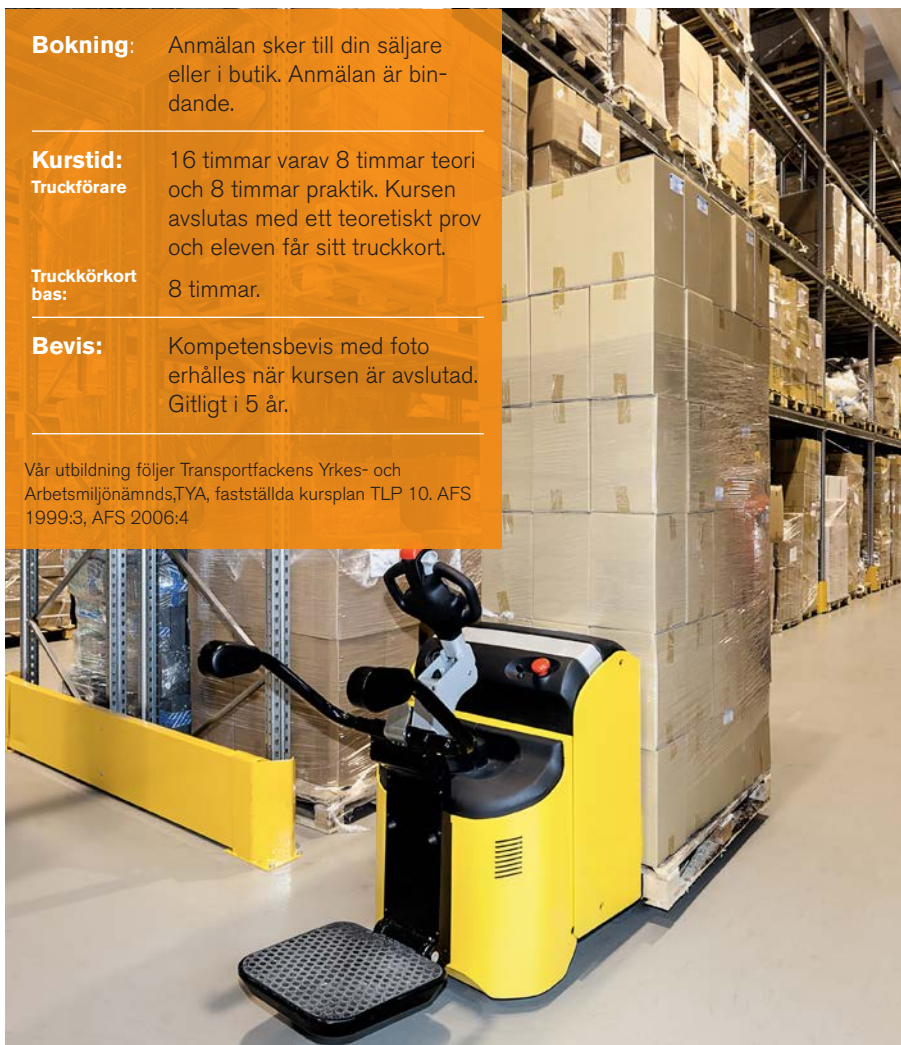 Bokning: Anmälan sker till din säljare
eller i butik. Anmälan är bin-
dande.
Kurstid: 16 timmar varav 8 timmar teori
Truckförare och 8 timmar praktik. Kursen
avslutas med ett teoretiskt prov
och eleven får sitt truckkort.
Truckkörkort
bas: 8 timmar.
Bevis: Kompetensbevis med foto
erhålles när kursen är avslutad.
Gitligt i 5 år.
Vår utbildning följer Transportfackens Yrkes- och
Arbetsmiljönämnds,TYA, fastställda kursplan TLP 10. AFS
1999:3, AFS 2006:4